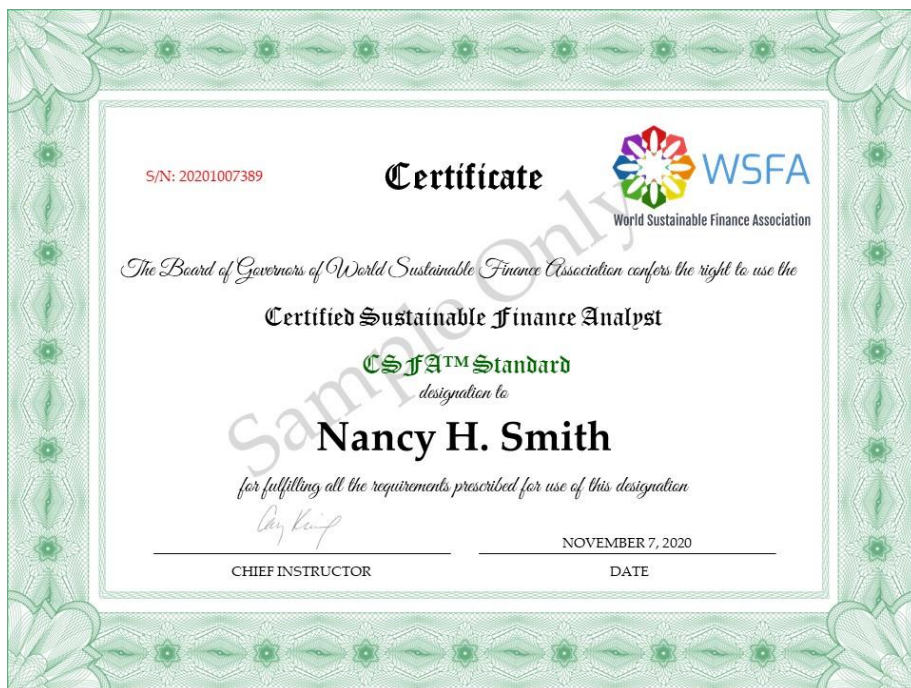 S/N: 20201007389
Certificate
WSFA
World Sustainable Finance Association
Sample Only
The Board of Governors of World Sustainable Finance Association confers the right to use the
Certified Sustainable Finance Analyst
CSFA™ Standard
designation to
Nancy H. Smith
for fulfilling all the requirements prescribed for use of this designation
NOVEMBER 7, 2020
CHIEF INSTRUCTOR
DATE